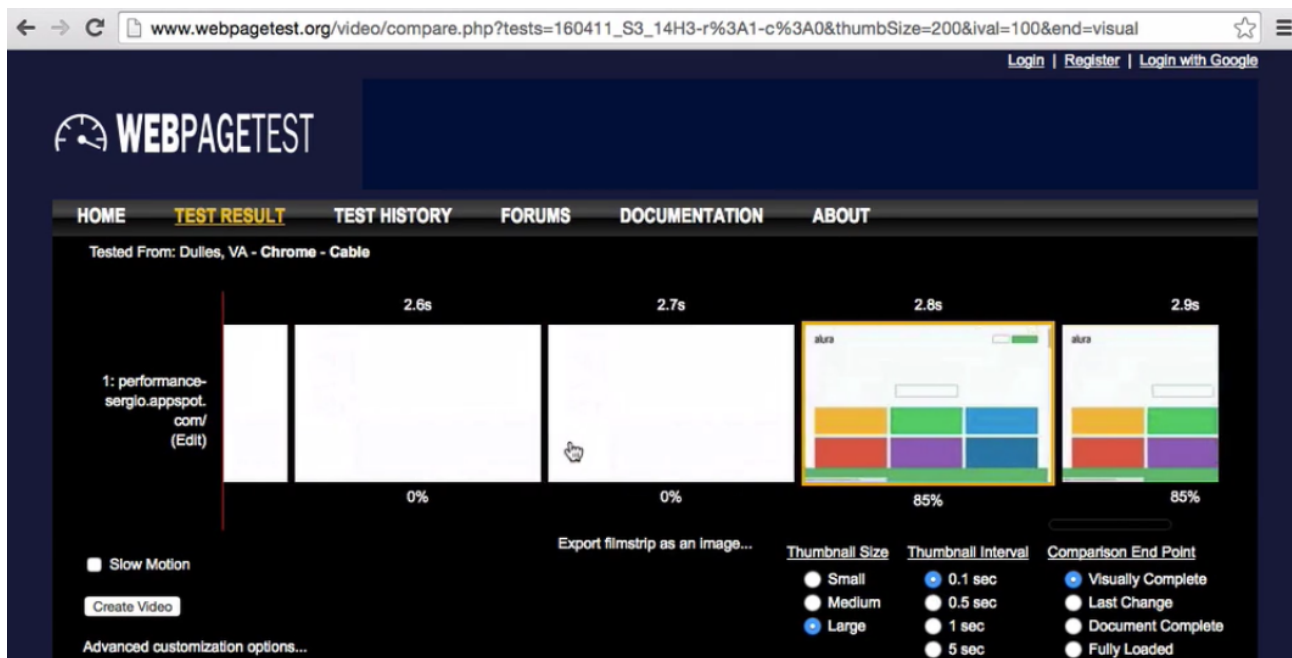 www.webpagetest.org/video/compare.php?tests=160411_S3_14H3-r%3A1-c%3A0&thumbSize=200&ival=100&end=visual
Login | Register | Login with Google
WEBPAGETEST
HOME TEST RESULT TEST HISTORY FORUMS DOCUMENTATION ABOUT
Tested From: Dulles, VA - Chrome - Cable
2.6s 2.7s 2.8s 2.9s
alura alura
1: performance-
sergio.appspot.
com/
(Edit)
0% 0% 85% 85%
Export filmstrip as an image...
Thumbnail Size Thumbnail Interval Comparison End Point
Slow Motion
Small 0.1 sec Visually Complete
Create Video
Medium 0.5 sec Last Change
Large 1 sec Document Complete
Advanced customization options...
5 sec Fully Loaded